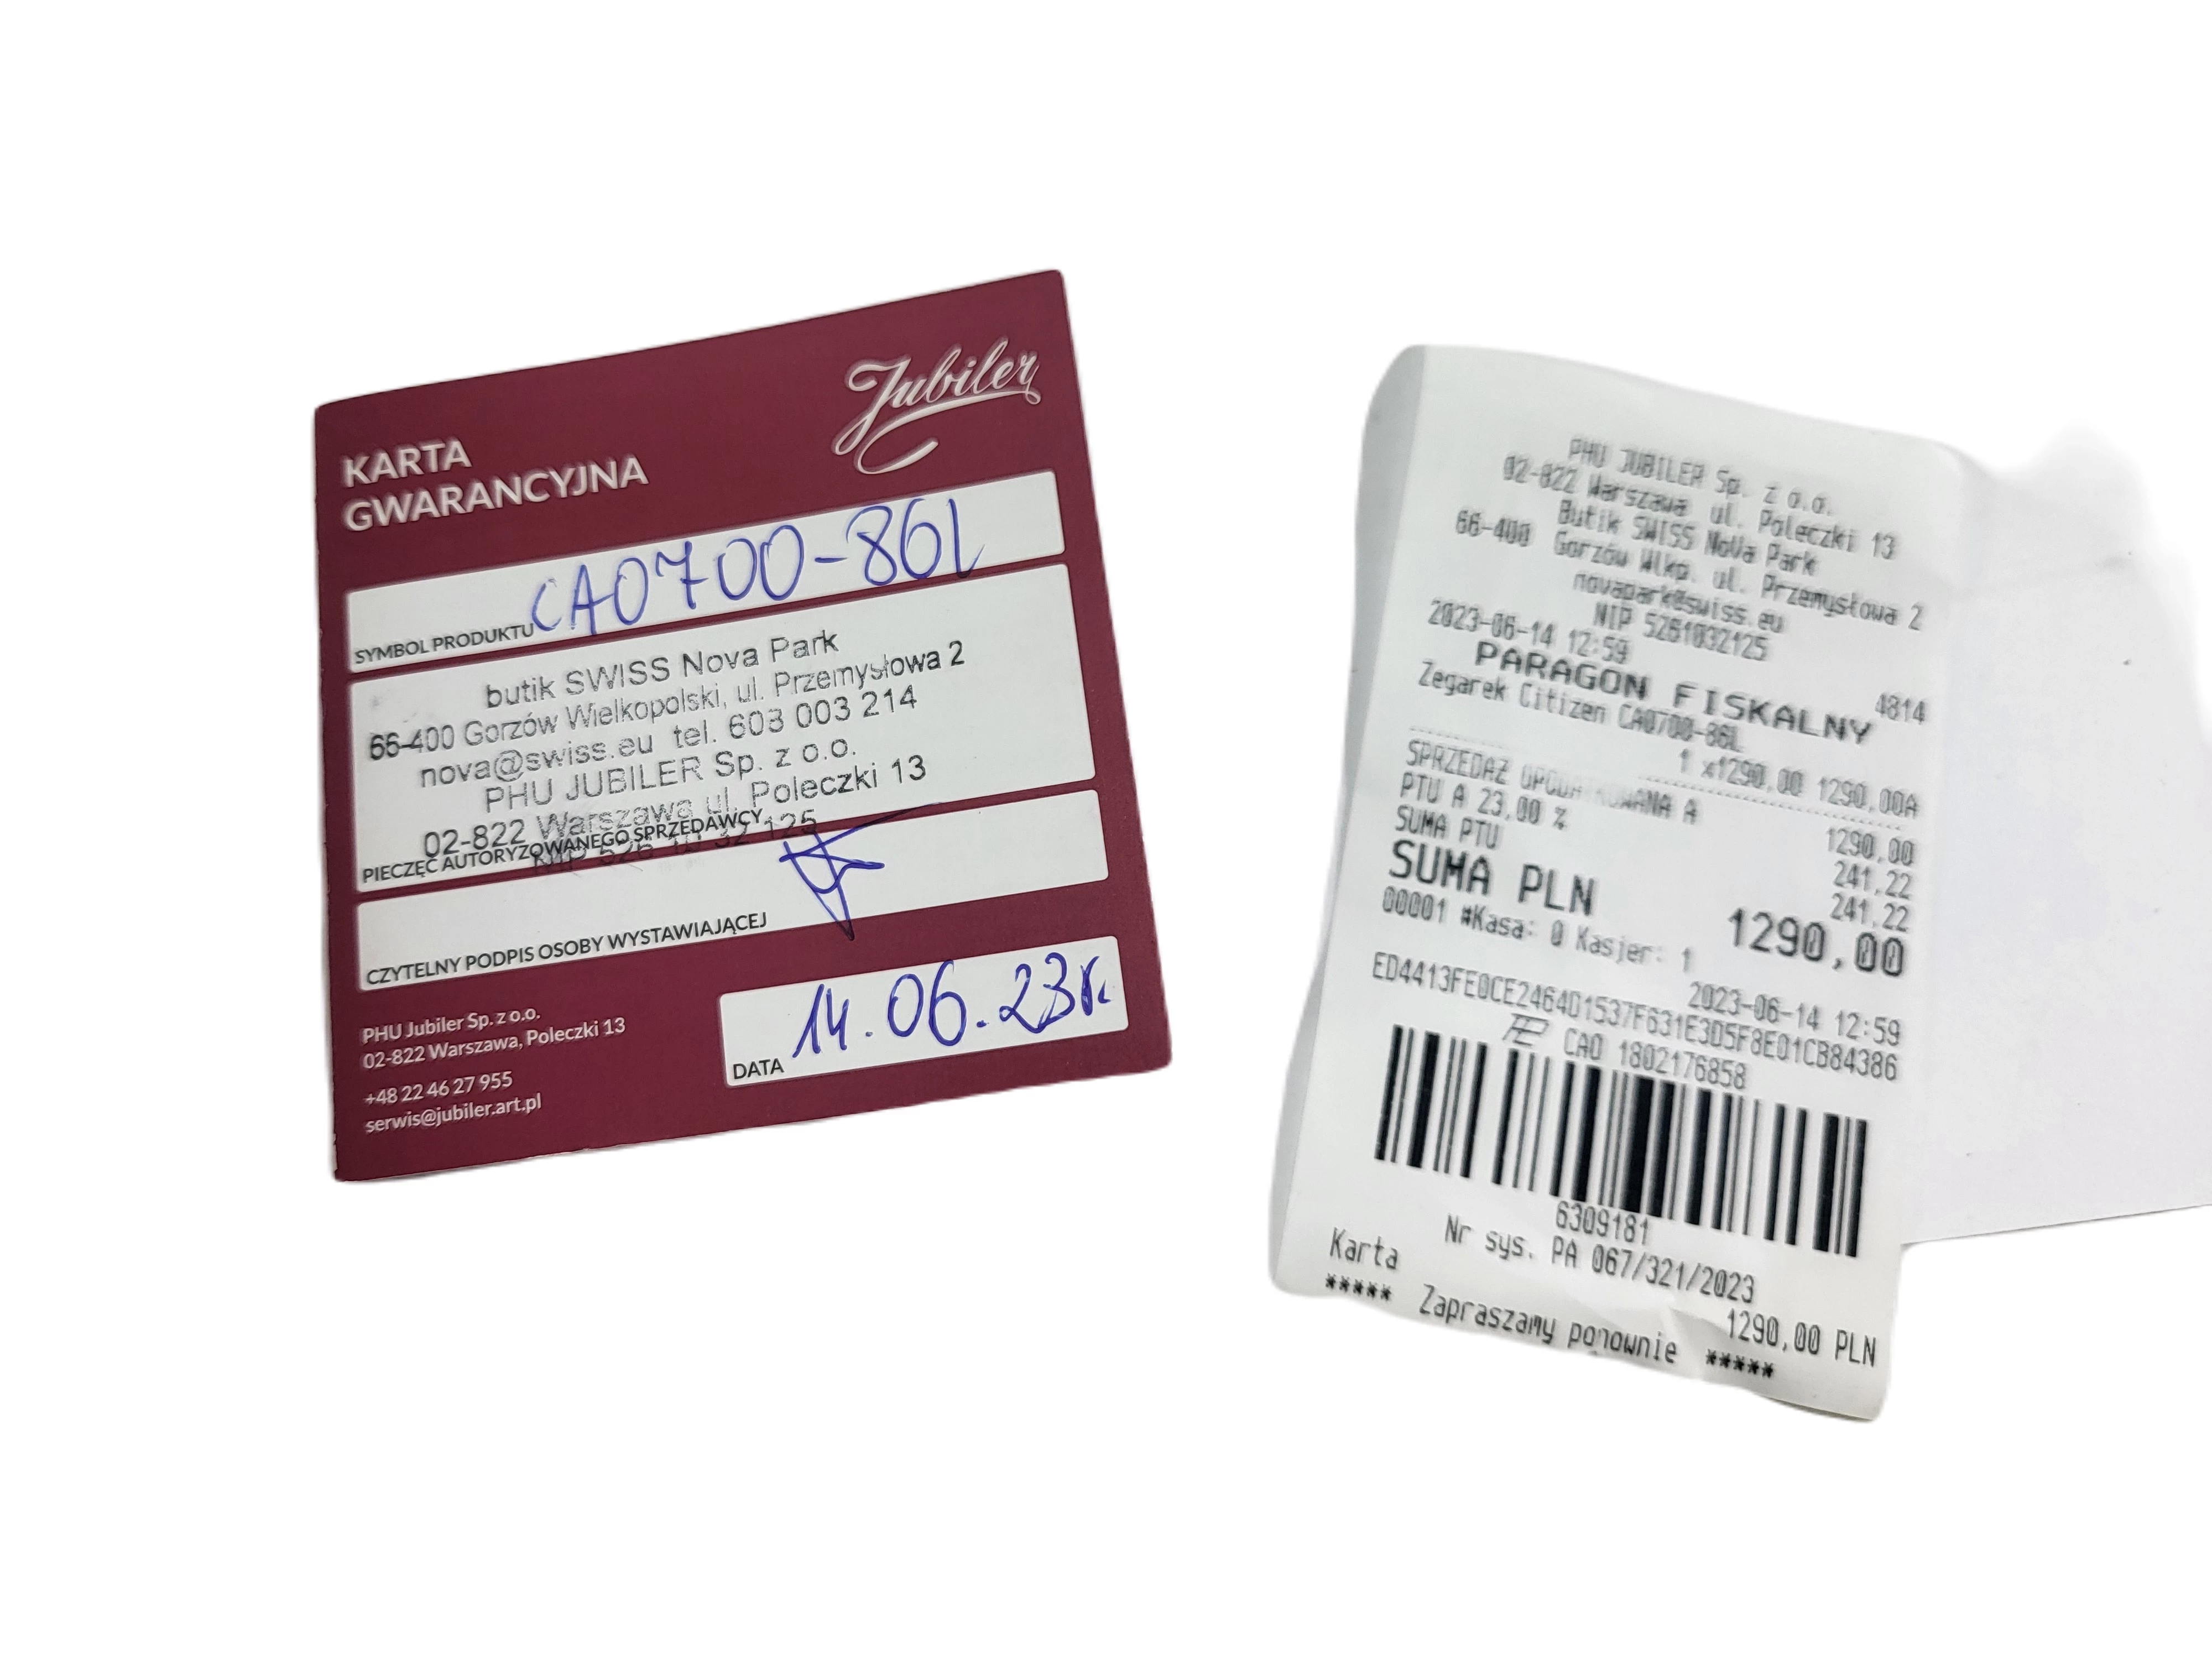 Jubiler
KARTA
GWARANCYJNA
CA0700-86L
SYMBOL PRODUKTU
butik SWISS Nova Park
66-400 Gorzów Wielkopolski, ul. Przemysłowa 2
nova@swiss.eu tel. 603 003 214
PHU JUBILER Sp. z o.o.
02-822 Warszawa ul. Poleczki 13
NIP 526 10 32 125
PIECZĘĆ AUTORYZOWANEGO SPRZEDAWCY
CZYTELNY PODPIS OSOBY WYSTAWIAJĄCEJ
PHU Jubiler Sp. z o.o.
02-822 Warszawa, Poleczki 13
+48 22 46 27 955
serwis@jubiler.art.pl
DATA 14.06.23r.
PHU JUBILER Sp. z o.o.
02-822 Warszawa ul. Poleczki 13
Butik SWISS NoVa Park
66-400 Gorzów Wlkp. ul. Przemysłowa 2
novapark@swiss.eu
NIP 5261032125
2023-06-14 12:59 4814
PARAGON FISKALNY
Zegarek Citizen CA0700-86L
1 x1290,00 1290,00A
SPRZEDAŻ OPODATKOWANA A 1290,00
PTU A 23,00 % 241,22
SUMA PTU 241,22
SUMA PLN 1290,00
00001 #Kasa: 0 Kasjer: 1 2023-06-14 12:59
ED4413FE0CE2464D1537F631E3D5F8E01CB84386
CAO 1802176858
6309181
Nr sys. PA 067/321/2023
Karta 1290,00 PLN
***** Zapraszamy ponownie *****